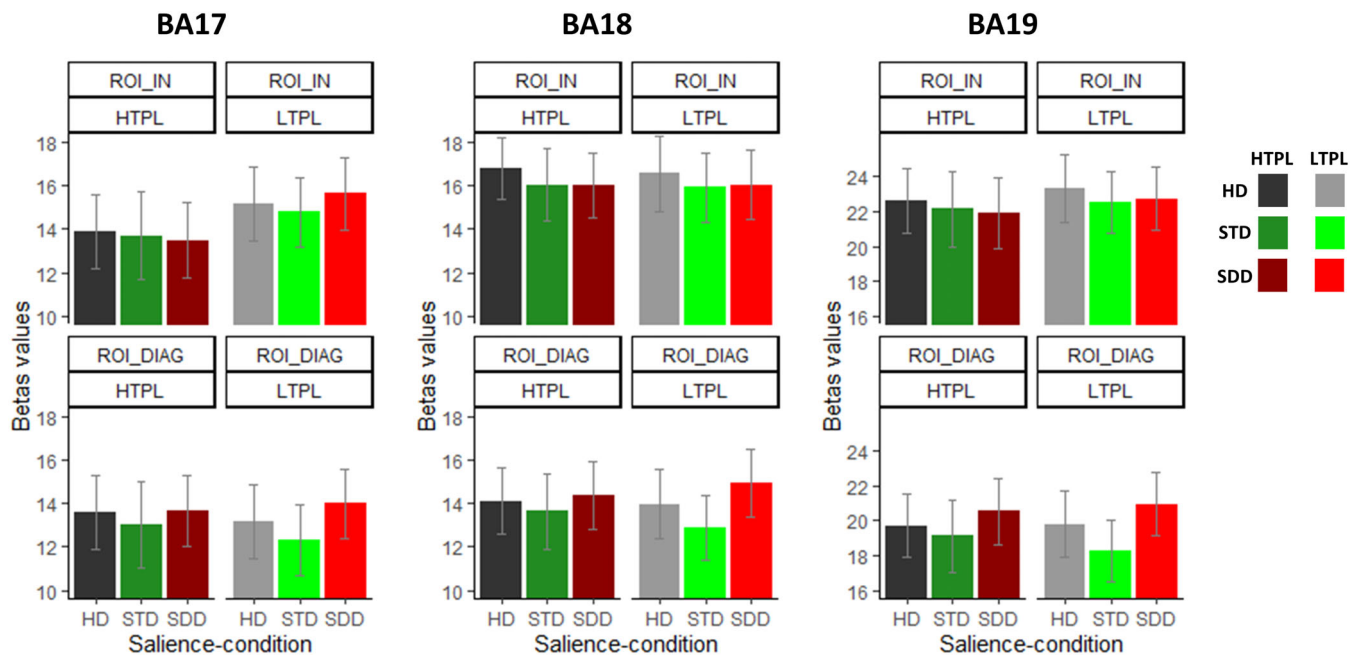 BA17 BA18 BA19
ROI_IN ROI_IN ROI_IN ROI_IN ROI_IN ROI_IN
HTPL LTPL HTPL LTPL HTPL LTPL
18 18
16 16 24
14 14 22
12 12 20
18
10 10 16
Betas values Betas values Betas values
HTPL LTPL
HD
STD
SDD
ROI_DIAG ROI_DIAG ROI_DIAG ROI_DIAG ROI_DIAG ROI_DIAG
HTPL LTPL HTPL LTPL HTPL LTPL
18 18
16 16 24
14 14 22
12 12 20
18
10 10 16
HD STD SDD HD STD SDD HD STD SDD HD STD SDD HD STD SDD HD STD SDD
Salience-condition Salience-condition Salience-condition